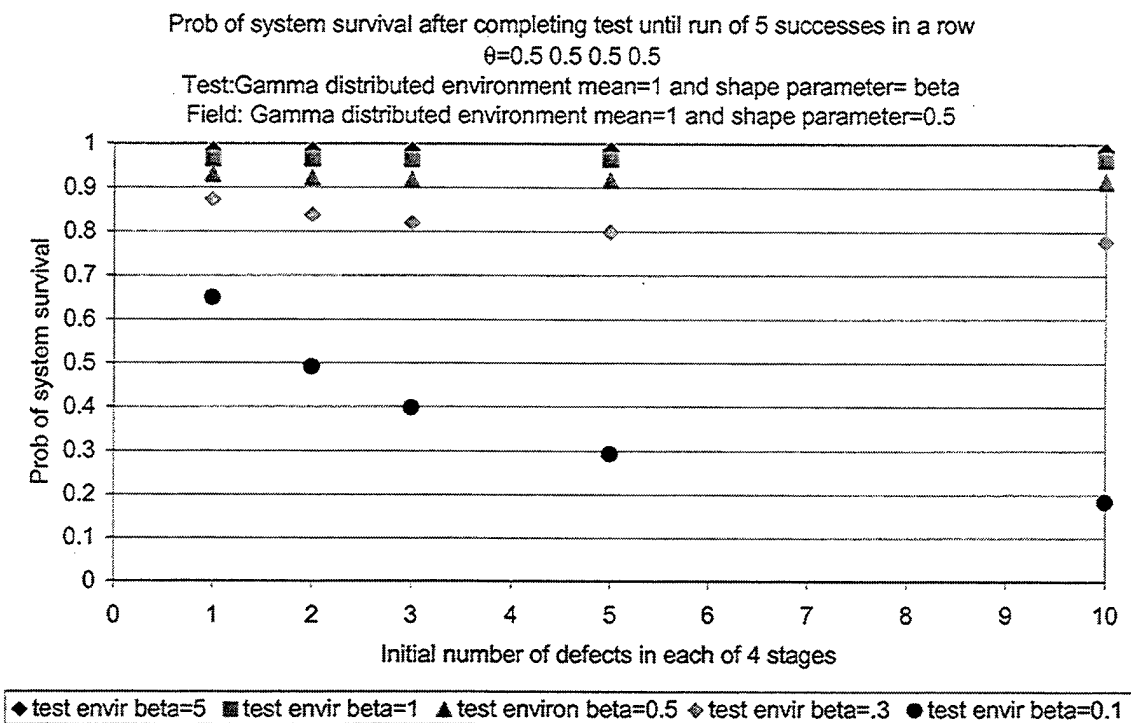 Prob of system survival after completing test until run of 5 successes in a row
θ=0.5 0.5 0.5 0.5
Test:Gamma distributed environment mean=1 and shape parameter= beta
Field: Gamma distributed environment mean=1 and shape parameter=0.5
Prob of system survival
1
0.9
0.8
0.7
0.6
0.5
0.4
0.3
0.2
0.1
0
0 1 2 3 4 5 6 7 8 9 10
Initial number of defects in each of 4 stages
test envir beta=5 test envir beta=1 test environ beta=0.5 test envir beta=.3 test envir beta=0.1